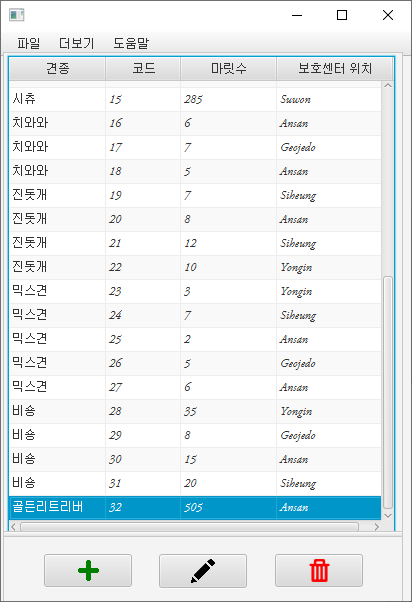 파일 더보기 도움말
견종 코드 마릿수 보호센터 위치
시츄 15 285 Suwon
치와와 16 6 Ansan
치와와 17 7 Geojedo
치와와 18 5 Ansan
진돗개 19 7 Siheung
진돗개 20 8 Ansan
진돗개 21 12 Siheung
진돗개 22 10 Yongin
믹스견 23 3 Yongin
믹스견 24 7 Siheung
믹스견 25 2 Ansan
믹스견 26 5 Geojedo
믹스견 27 6 Ansan
비숑 28 35 Yongin
비숑 29 8 Geojedo
비숑 30 15 Ansan
비숑 31 20 Siheung
골든리트리버 32 505 Ansan